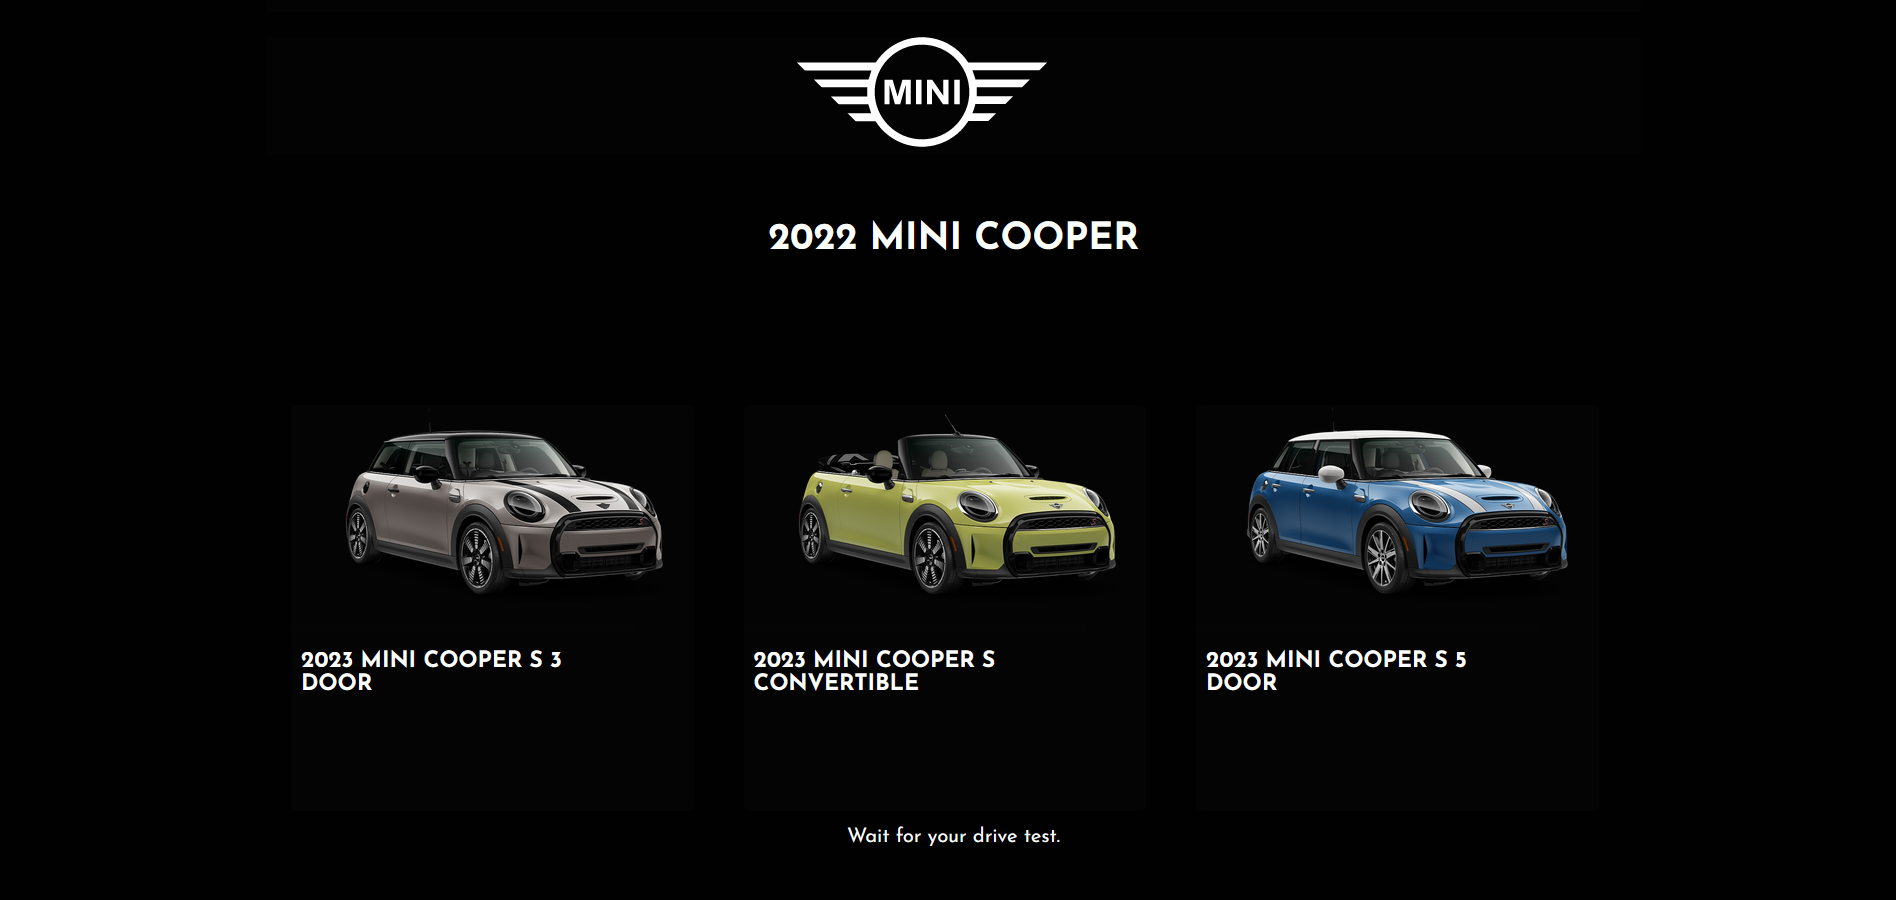 MINI
2022 MINI COOPER
2023 MINI COOPER S 3
DOOR
2023 MINI COOPER S
CONVERTIBLE
2023 MINI COOPER S 5
DOOR
Wait for your drive test.